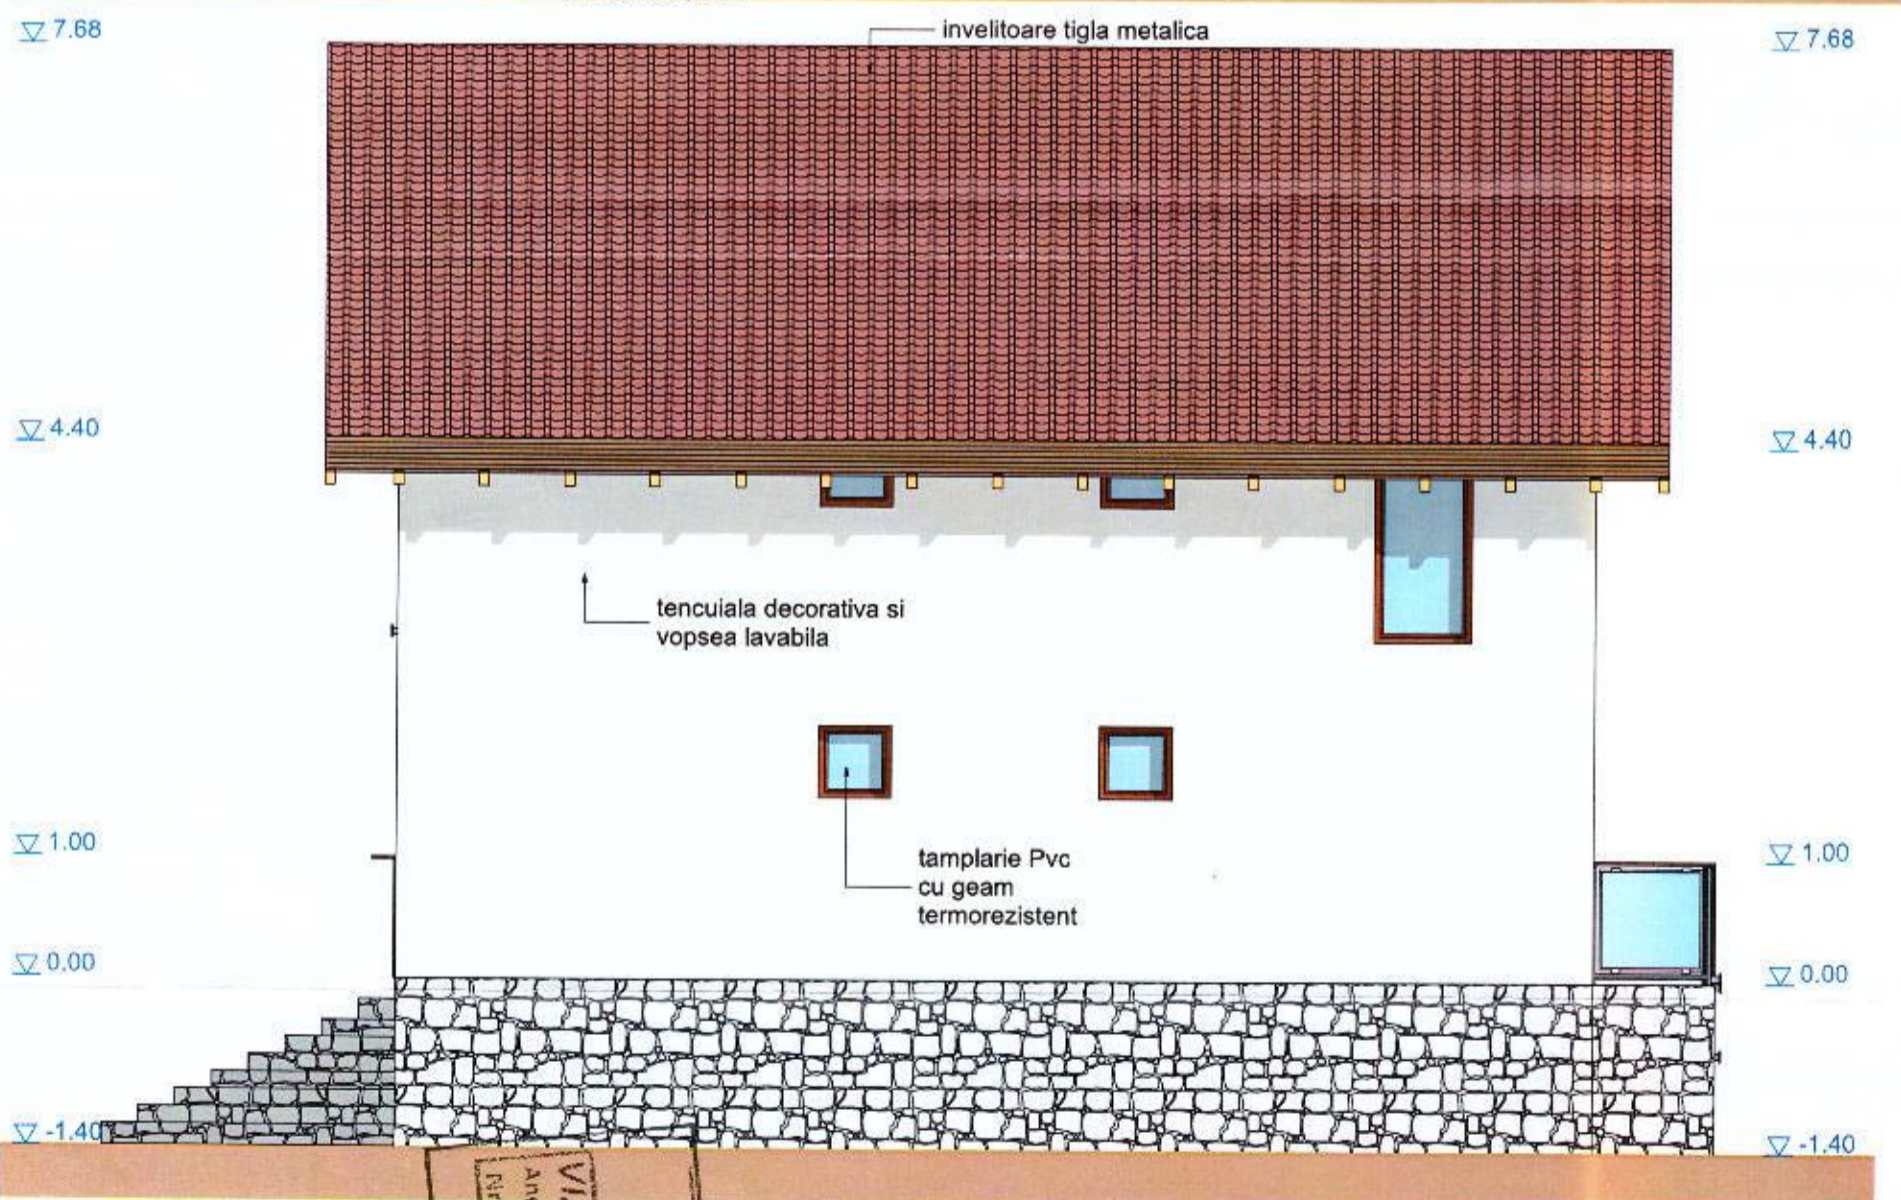 7.68
invelitoare tigla metalica
7.68
4.40
4.40
tencuiala decorativa si
vopsea lavabila
1.00
1.00
tamplarie Pvc
cu geam
termorezistent
0.00
0.00
-1.40
-1.40